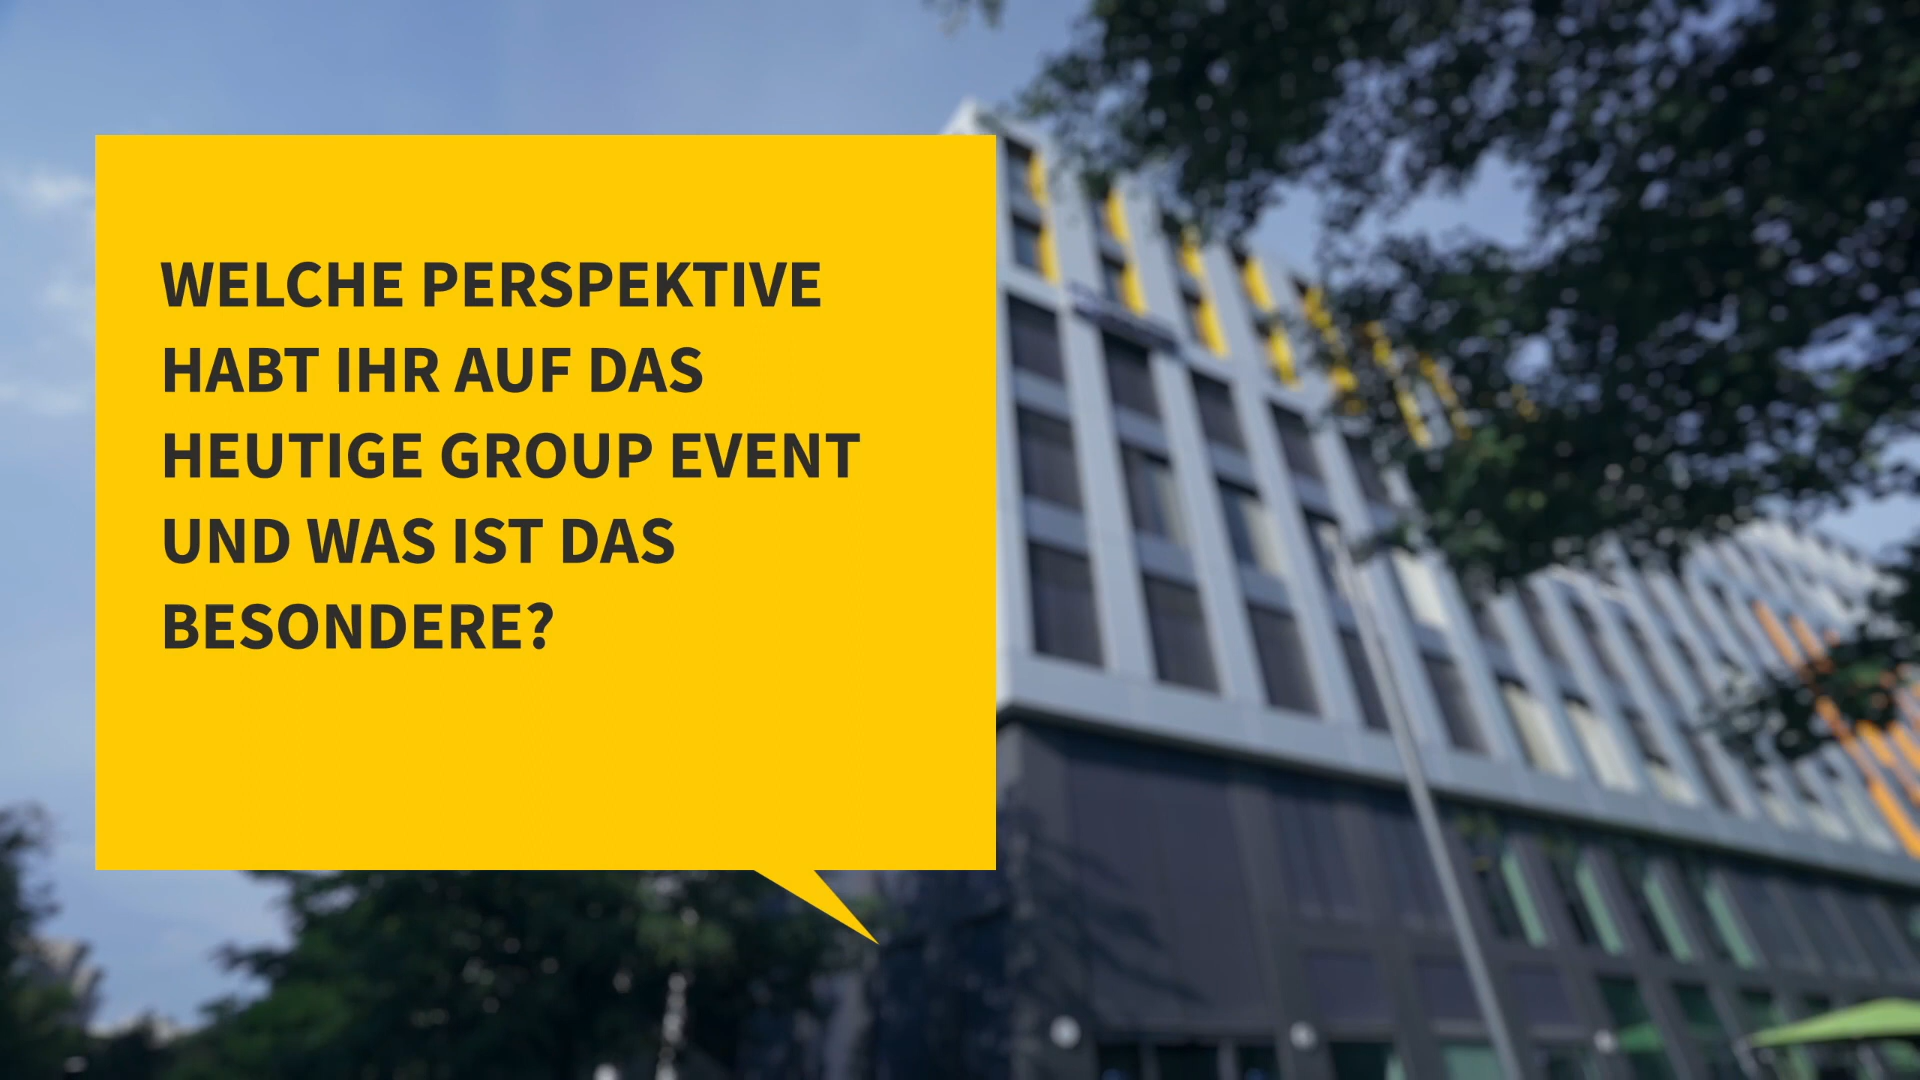 WELCHE PERSPEKTIVE
HABT IHR AUF DAS
HEUTIGE GROUP EVENT
UND WAS IST DAS
BESONDERE?